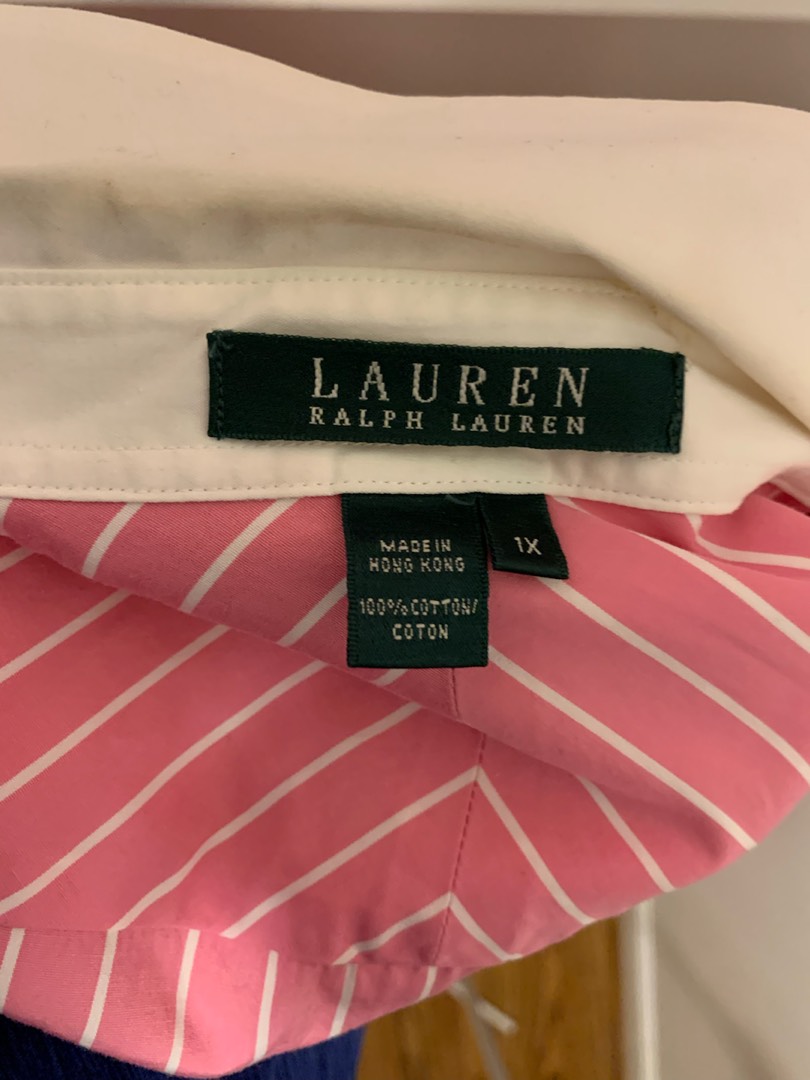 LAUREN
RALPH LAUREN
MADE IN
HONG KONG
100% COTTON/
COTON
1X